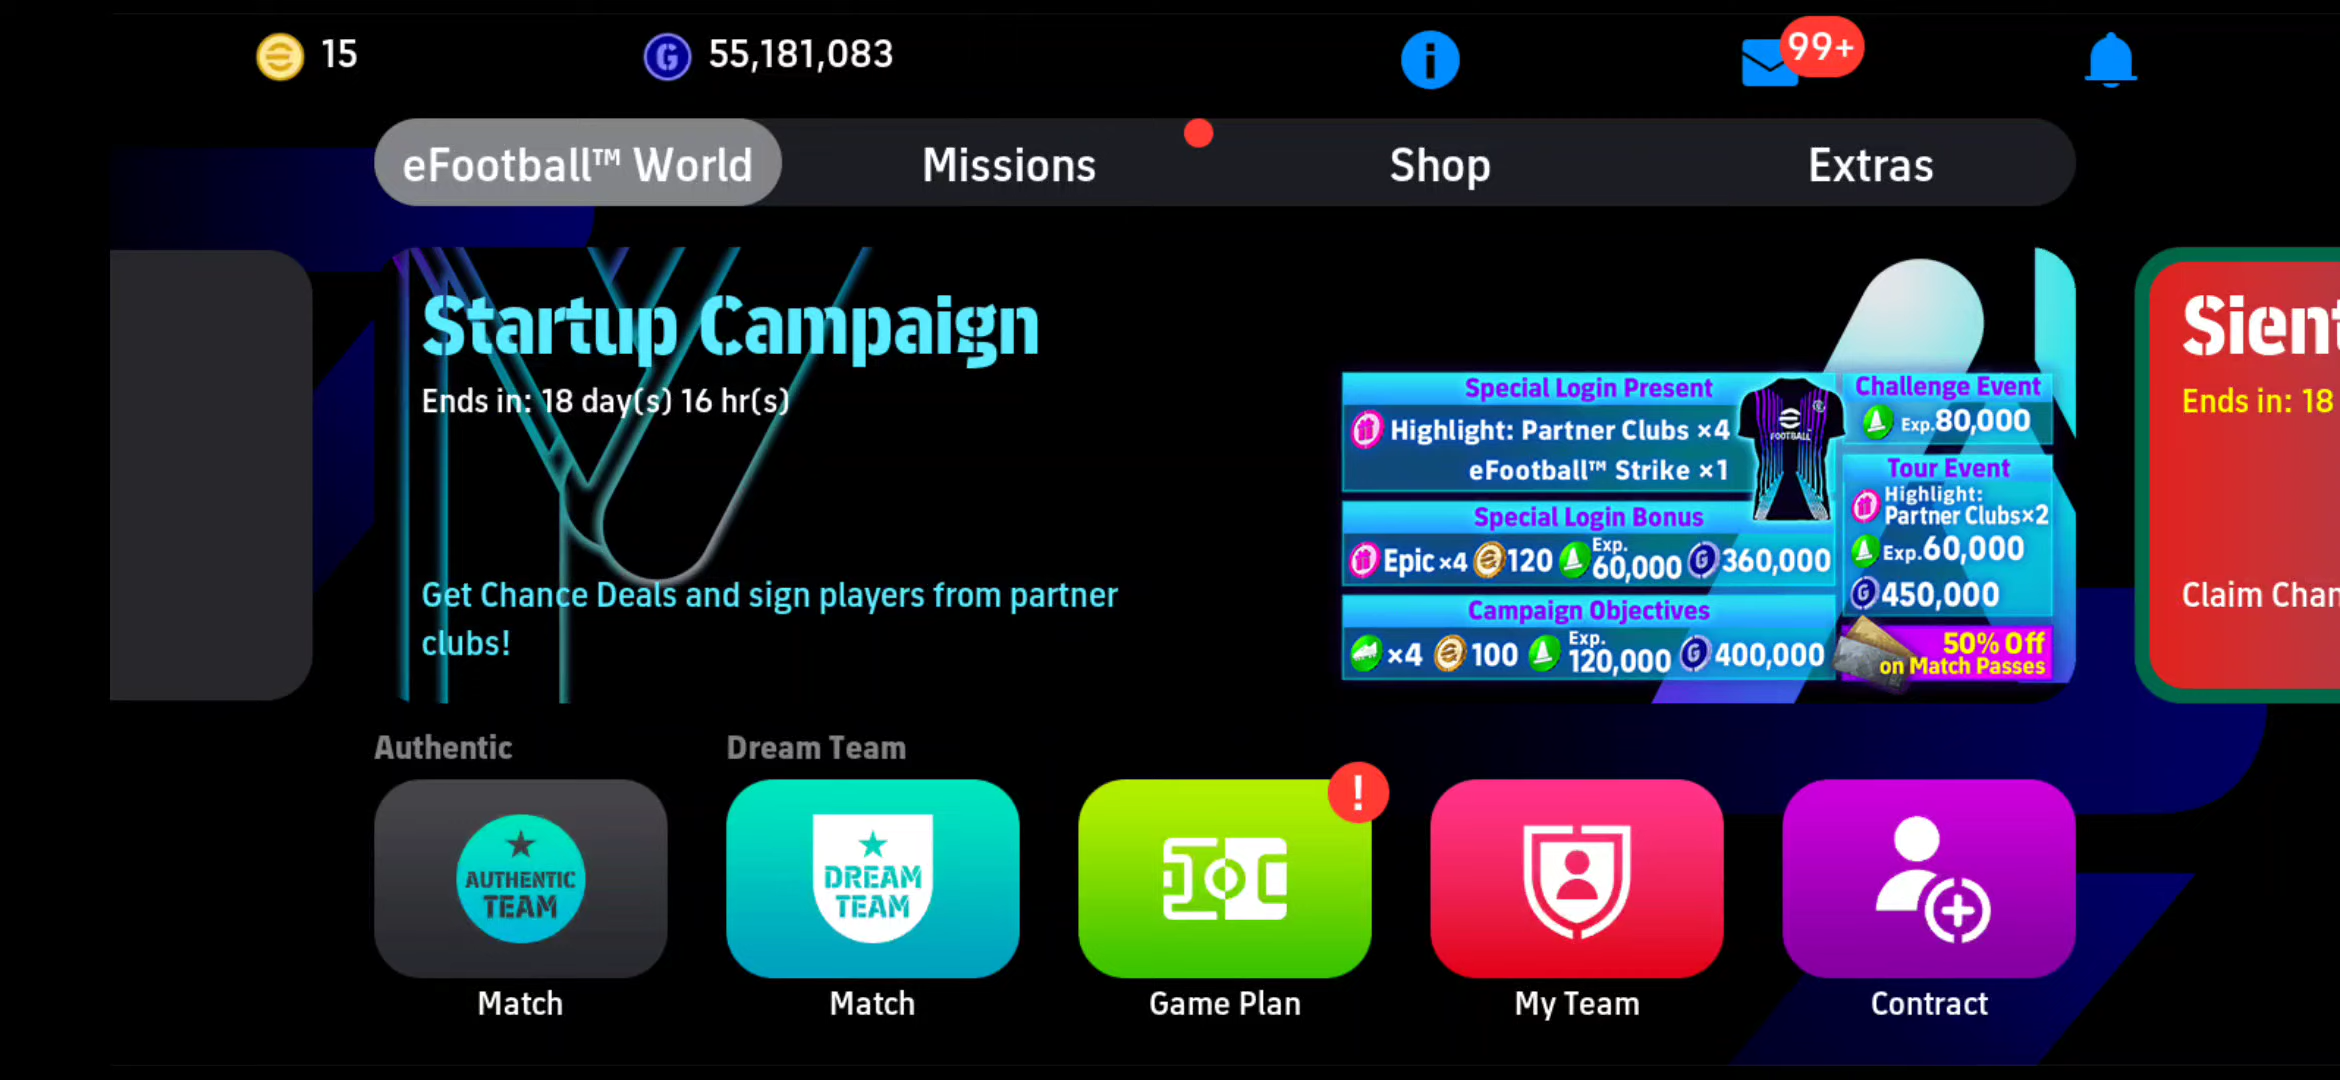 15
55,181,083
99+
eFootball™ World
Missions
Shop
Extras
Startup Campaign
Ends in: 18 day(s) 16 hr(s)
Get Chance Deals and sign players from partner
clubs!
Special Login Present
Highlight: Partner Clubs ×4
eFootball™ Strike ×1
FOOTBALL
Special Login Bonus
Epic ×4 120 Exp. 60,000 360,000
Campaign Objectives
×4 100 Exp. 120,000 400,000
Challenge Event
Exp. 80,000
Tour Event
Highlight:
Partner Clubs×2
Exp. 60,000
450,000
50% Off
on Match Passes
Ends in: 18
Authentic
Dream Team
AUTHENTIC
TEAM
DREAM
TEAM
!
Match
Match
Game Plan
My Team
Contract